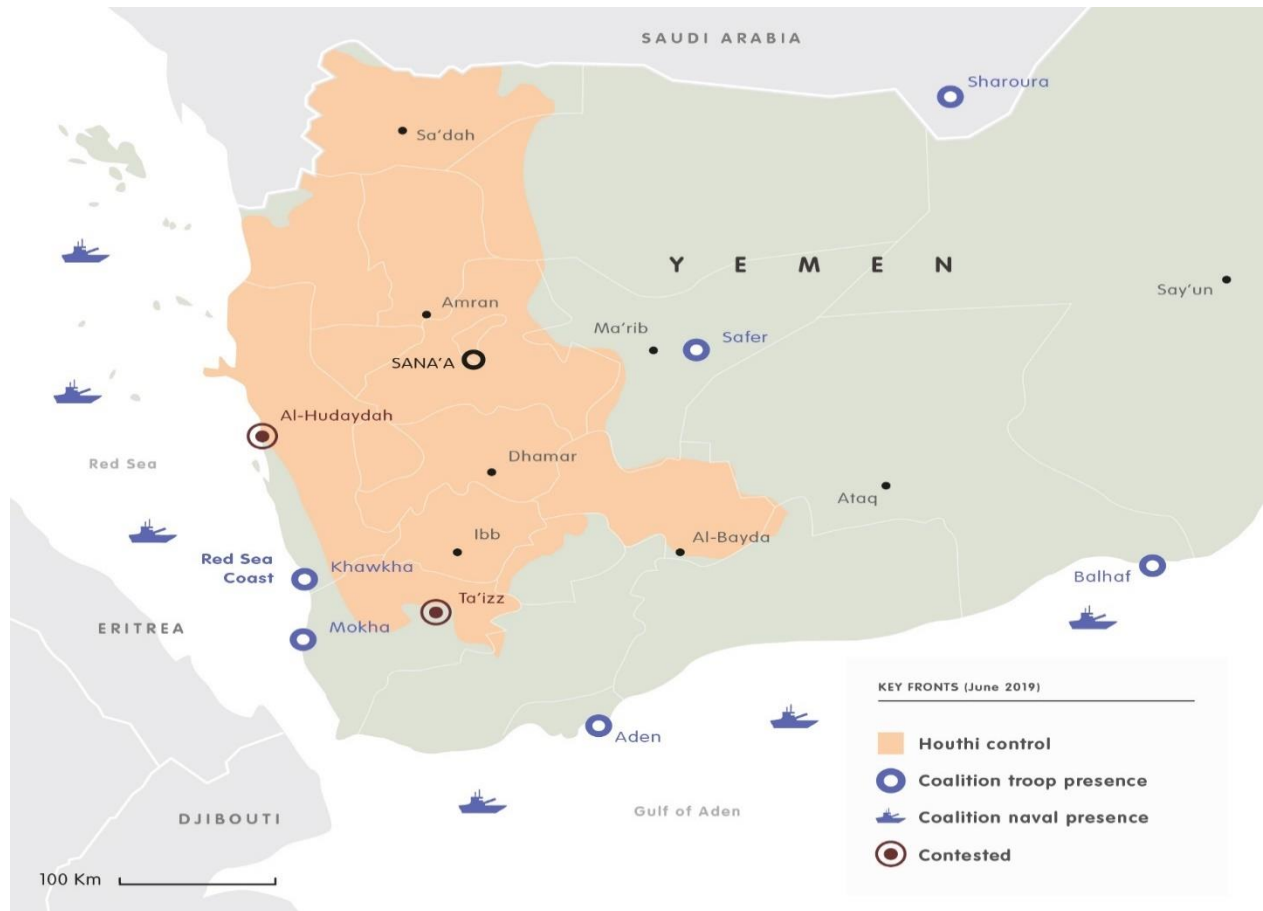 SAUDI ARABIA
Sharoura
Sa'dah
YEMEN
Say'un
Amran
Ma'rib
Safer
SANA'A
Al-Hudaydah
Red Sea
Dhamar
Ataq
Ibb
Al-Bayda
Red Sea
Coast
Khawkha
Balhaf
Ta'izz
ERITREA
Mokha
Aden
DJIBOUTI
Gulf of Aden
100 Km
KEY FRONTS (June 2019)
Houthi control
Coalition troop presence
Coalition naval presence
Contested